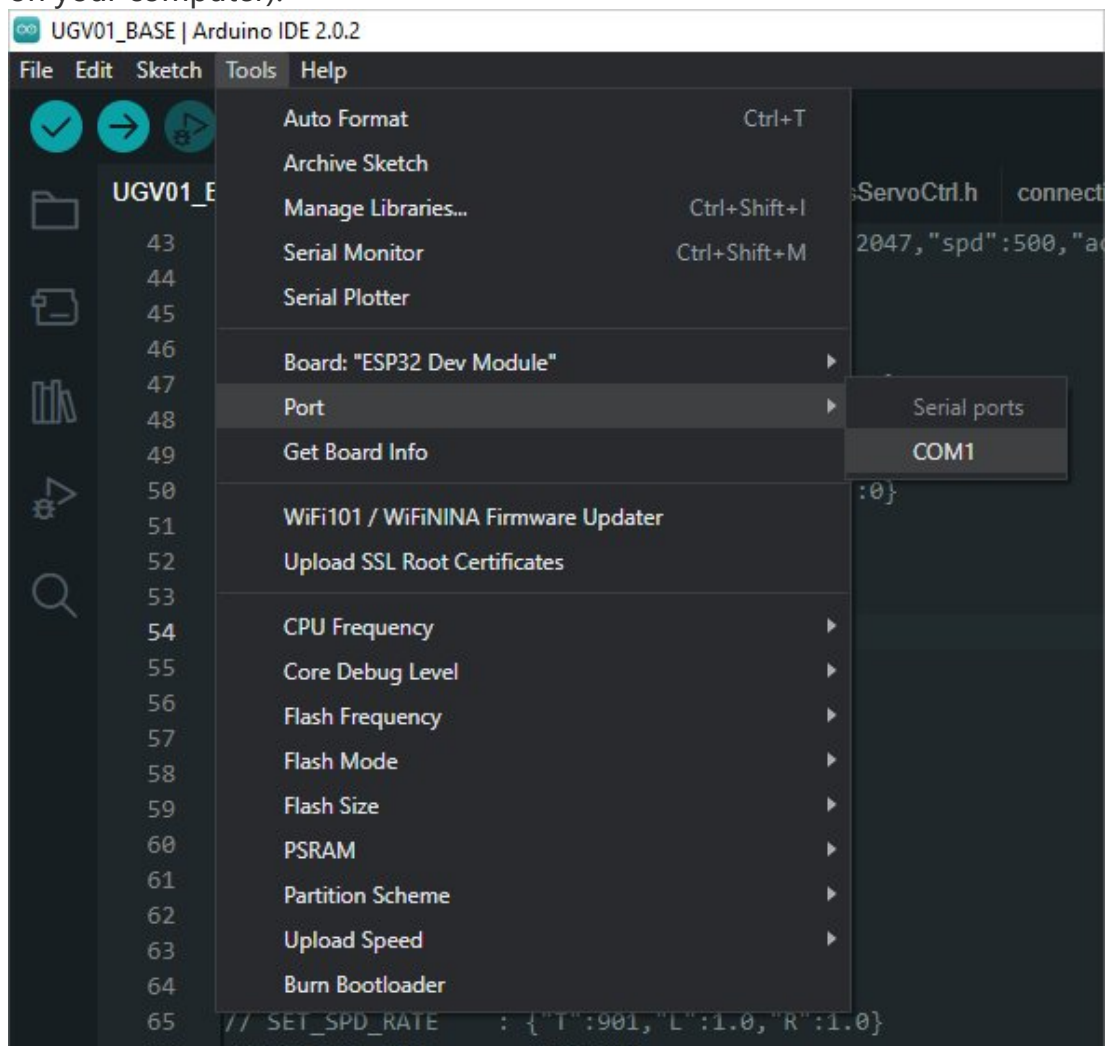 on your computer).
UGV01_BASE | Arduino IDE 2.0.2
File Edit Sketch Tools Help
Auto Format Ctrl+T
Archive Sketch
UGV01_B sServoCtrl.h connecti
Manage Libraries... Ctrl+Shift+I
43 2047,"spd":500,"ac
Serial Monitor Ctrl+Shift+M
44
Serial Plotter
45
46
Board: "ESP32 Dev Module"
47
Port Serial ports
48
49
Get Board Info COM1
50 :0}
51
WiFi101 / WiFiNINA Firmware Updater
52
Upload SSL Root Certificates
53
54
CPU Frequency
55
Core Debug Level
56
Flash Frequency
57
58
Flash Mode
59
Flash Size
60
PSRAM
61
Partition Scheme
62
63
Upload Speed
64
Burn Bootloader
65 // SET_SPD_RATE : {"T":901,"L":1.0,"R":1.0}